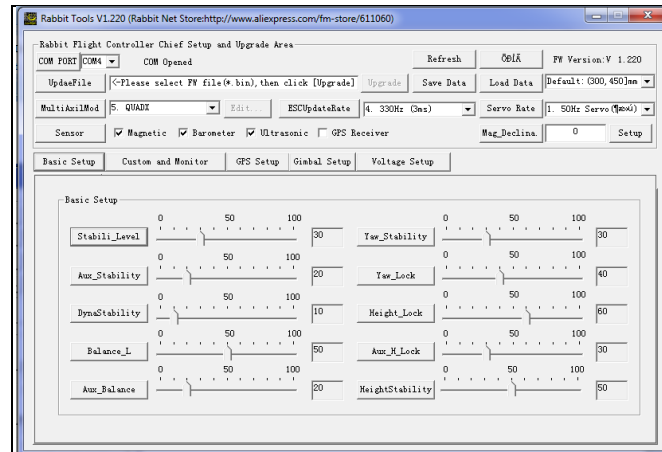 Rabbit Tools V1.220 (Rabbit Net Store:http://www.aliexpress.com/fm-store/611060)
Rabbit Flight Controller Chief Setup and Upgrade Area
COM PORT COM4 COM Opened Refresh ÖÐÎÄ FW Version:V 1.220
UpdaeFile <-Please select FW file(*.bin), then click [Upgrade] Upgrade Save Data Load Data Default: (300,450]mm
MultiAxilMod 5. QUADX Edit... ESCUpdateRate 4. 330Hz (3ms) Servo Rate 1. 50Hz Servo
Sensor Magnetic Barometer Ultrasonic GPS Receiver Mag_Declina. 0 Setup
Basic Setup Custom and Monitor GPS Setup Gimbal Setup Voltage Setup
Basic Setup
0 50 100 0 50 100
Stabili_Level 30 Yaw_Stability 30
0 50 100 0 50 100
Aux_Stability 20 Yaw_Lock 40
0 50 100 0 50 100
DynaStability 10 Height_Lock 60
0 50 100 0 50 100
Balance_L 50 Aux_H_Lock 30
0 50 100 0 50 100
Aux_Balance 20 HeightStability 50